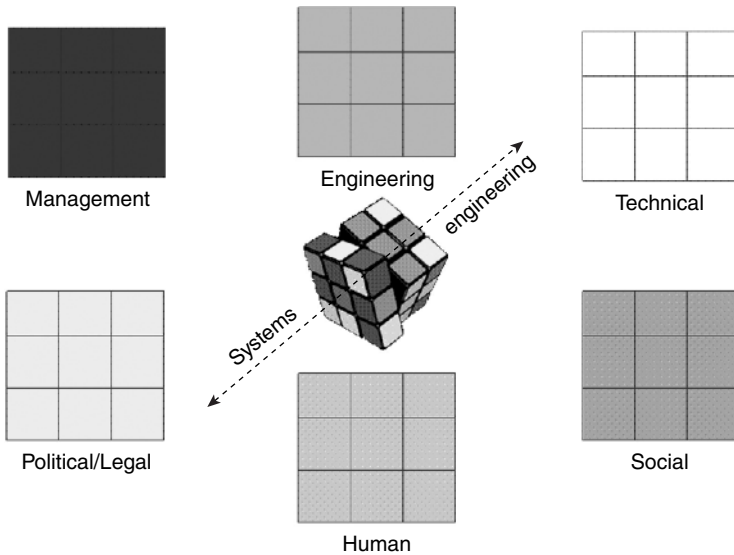 Management
Engineering
Technical
engineering
Systems
Political/Legal
Human
Social